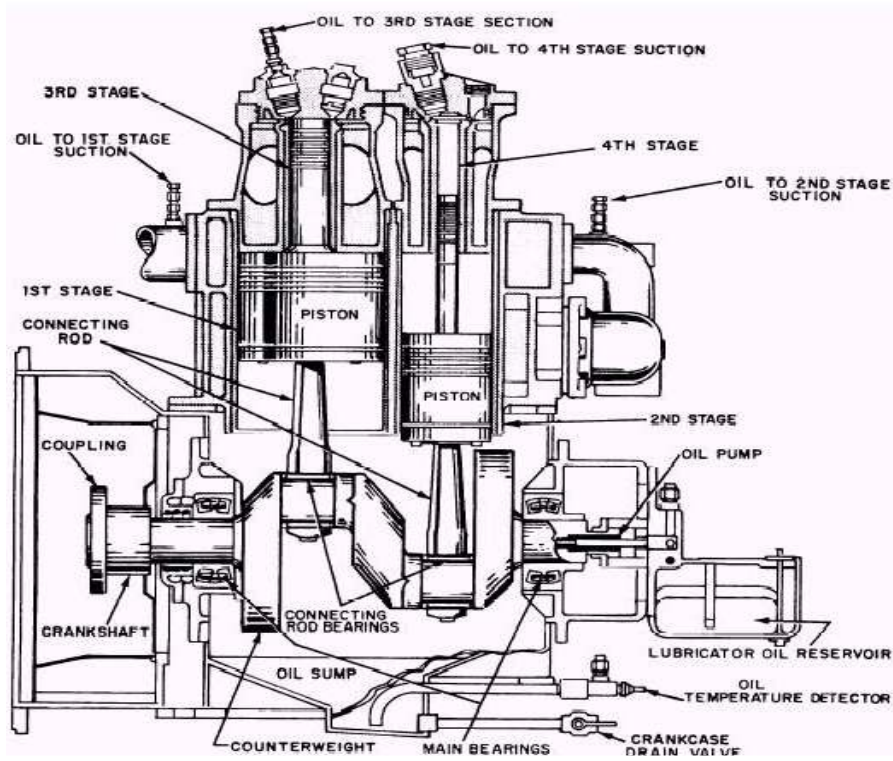 OIL TO 3RD STAGE SECTION
OIL TO 4TH STAGE SUCTION
3RD STAGE
OIL TO 1ST. STAGE
SUCTION
4TH STAGE
OIL TO 2ND STAGE
SUCTION
1ST STAGE
CONNECTING
ROD
PISTON
PISTON
2ND STAGE
COUPLING
OIL PUMP
CRANKSHAFT
CONNECTING
ROD BEARINGS
LUBRICATOR OIL RESERVOIR
OIL SUMP
OIL
TEMPERATURE DETECTOR
COUNTERWEIGHT
MAIN BEARINGS
CRANKCASE
DRAIN VALVE